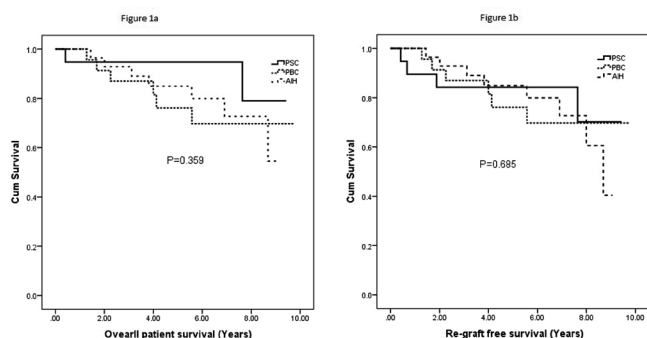 Figure 1a
1.0
0.8
0.6
0.4
0.2
0.0
Cum Survival
PSC
PBC
AIH
P=0.359
.00 2.00 4.00 6.00 8.00 10.00
Ovearll patient survival (Years)
Figure 1b
1.0
0.8
0.6
0.4
0.2
0.0
Cum Survival
PSC
PBC
AIH
P=0.685
.00 2.00 4.00 6.00 8.00 10.00
Re-graft free survival (Years)